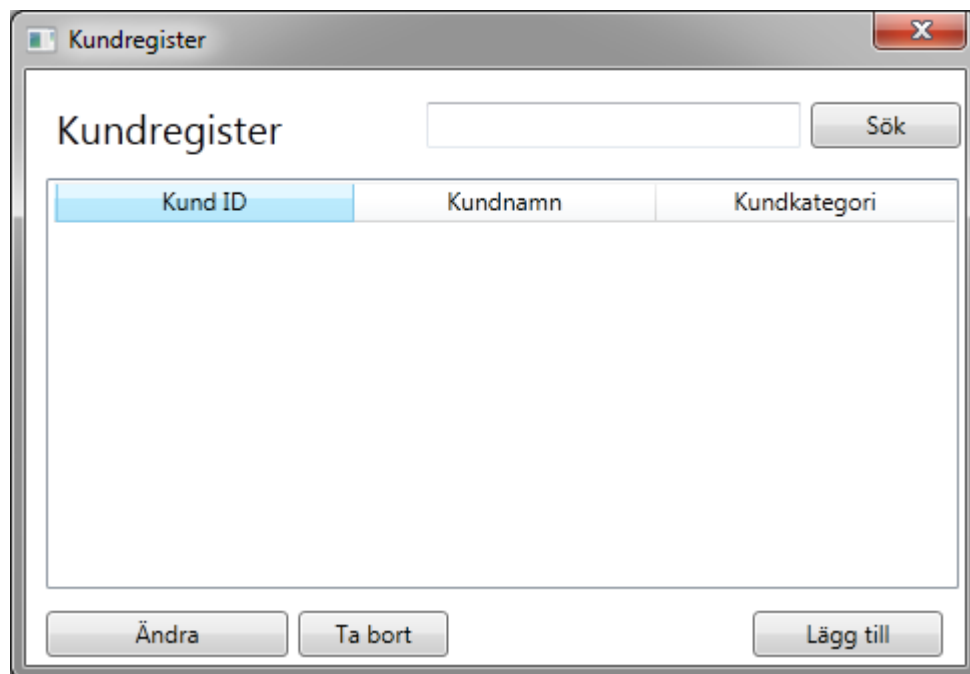 Kundregister
Kundregister Sök
Kund ID Kundnamn Kundkategori
Ändra Ta bort Lägg till